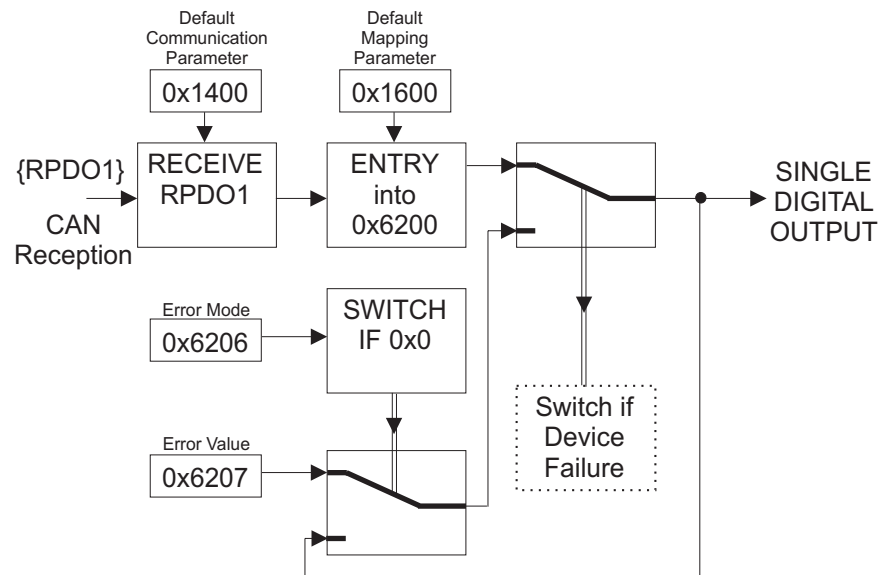 Default
Communication
Parameter
0x1400
Default
Mapping
Parameter
0x1600
{RPDO1}
CAN
Reception
RECEIVE
RPDO1
ENTRY
into
0x6200
SINGLE
DIGITAL
OUTPUT
Error Mode
0x6206
SWITCH
IF 0x0
Switch if
Device
Failure
Error Value
0x6207